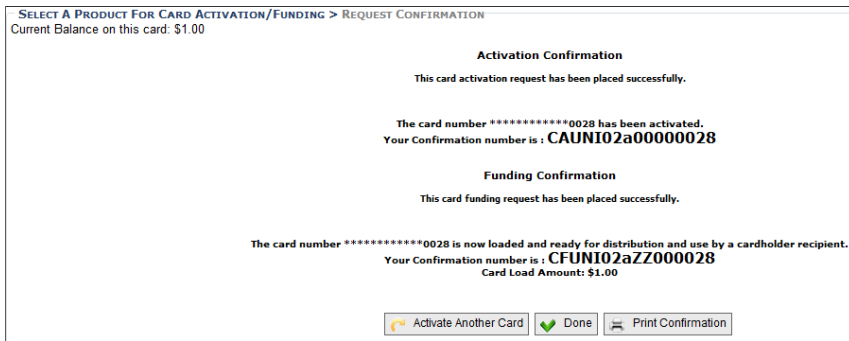 SELECT A PRODUCT FOR CARD ACTIVATION/FUNDING > REQUEST CONFIRMATION
Current Balance on this card: $1.00
Activation Confirmation
This card activation request has been placed successfully.
The card number ************0028 has been activated.
Your Confirmation number is : CAUNI02a00000028
Funding Confirmation
This card funding request has been placed successfully.
The card number ************0028 is now loaded and ready for distribution and use by a cardholder recipient.
Your Confirmation number is : CFUNI02aZZ000028
Card Load Amount: $1.00
Activate Another Card Done Print Confirmation